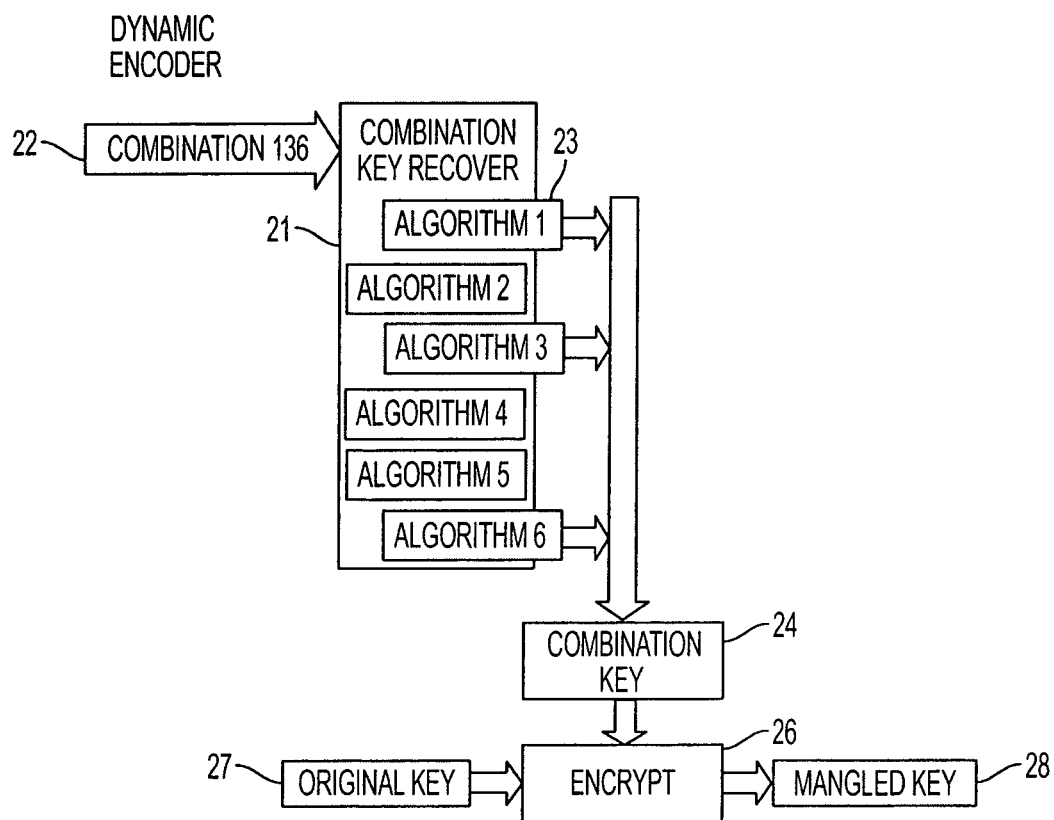 DYNAMIC
ENCODER
22
COMBINATION 136
COMBINATION
KEY RECOVER
23
21
ALGORITHM 1
ALGORITHM 2
ALGORITHM 3
ALGORITHM 4
ALGORITHM 5
ALGORITHM 6
COMBINATION
KEY
24
26
27
ORIGINAL KEY
ENCRYPT
MANGLED KEY
28